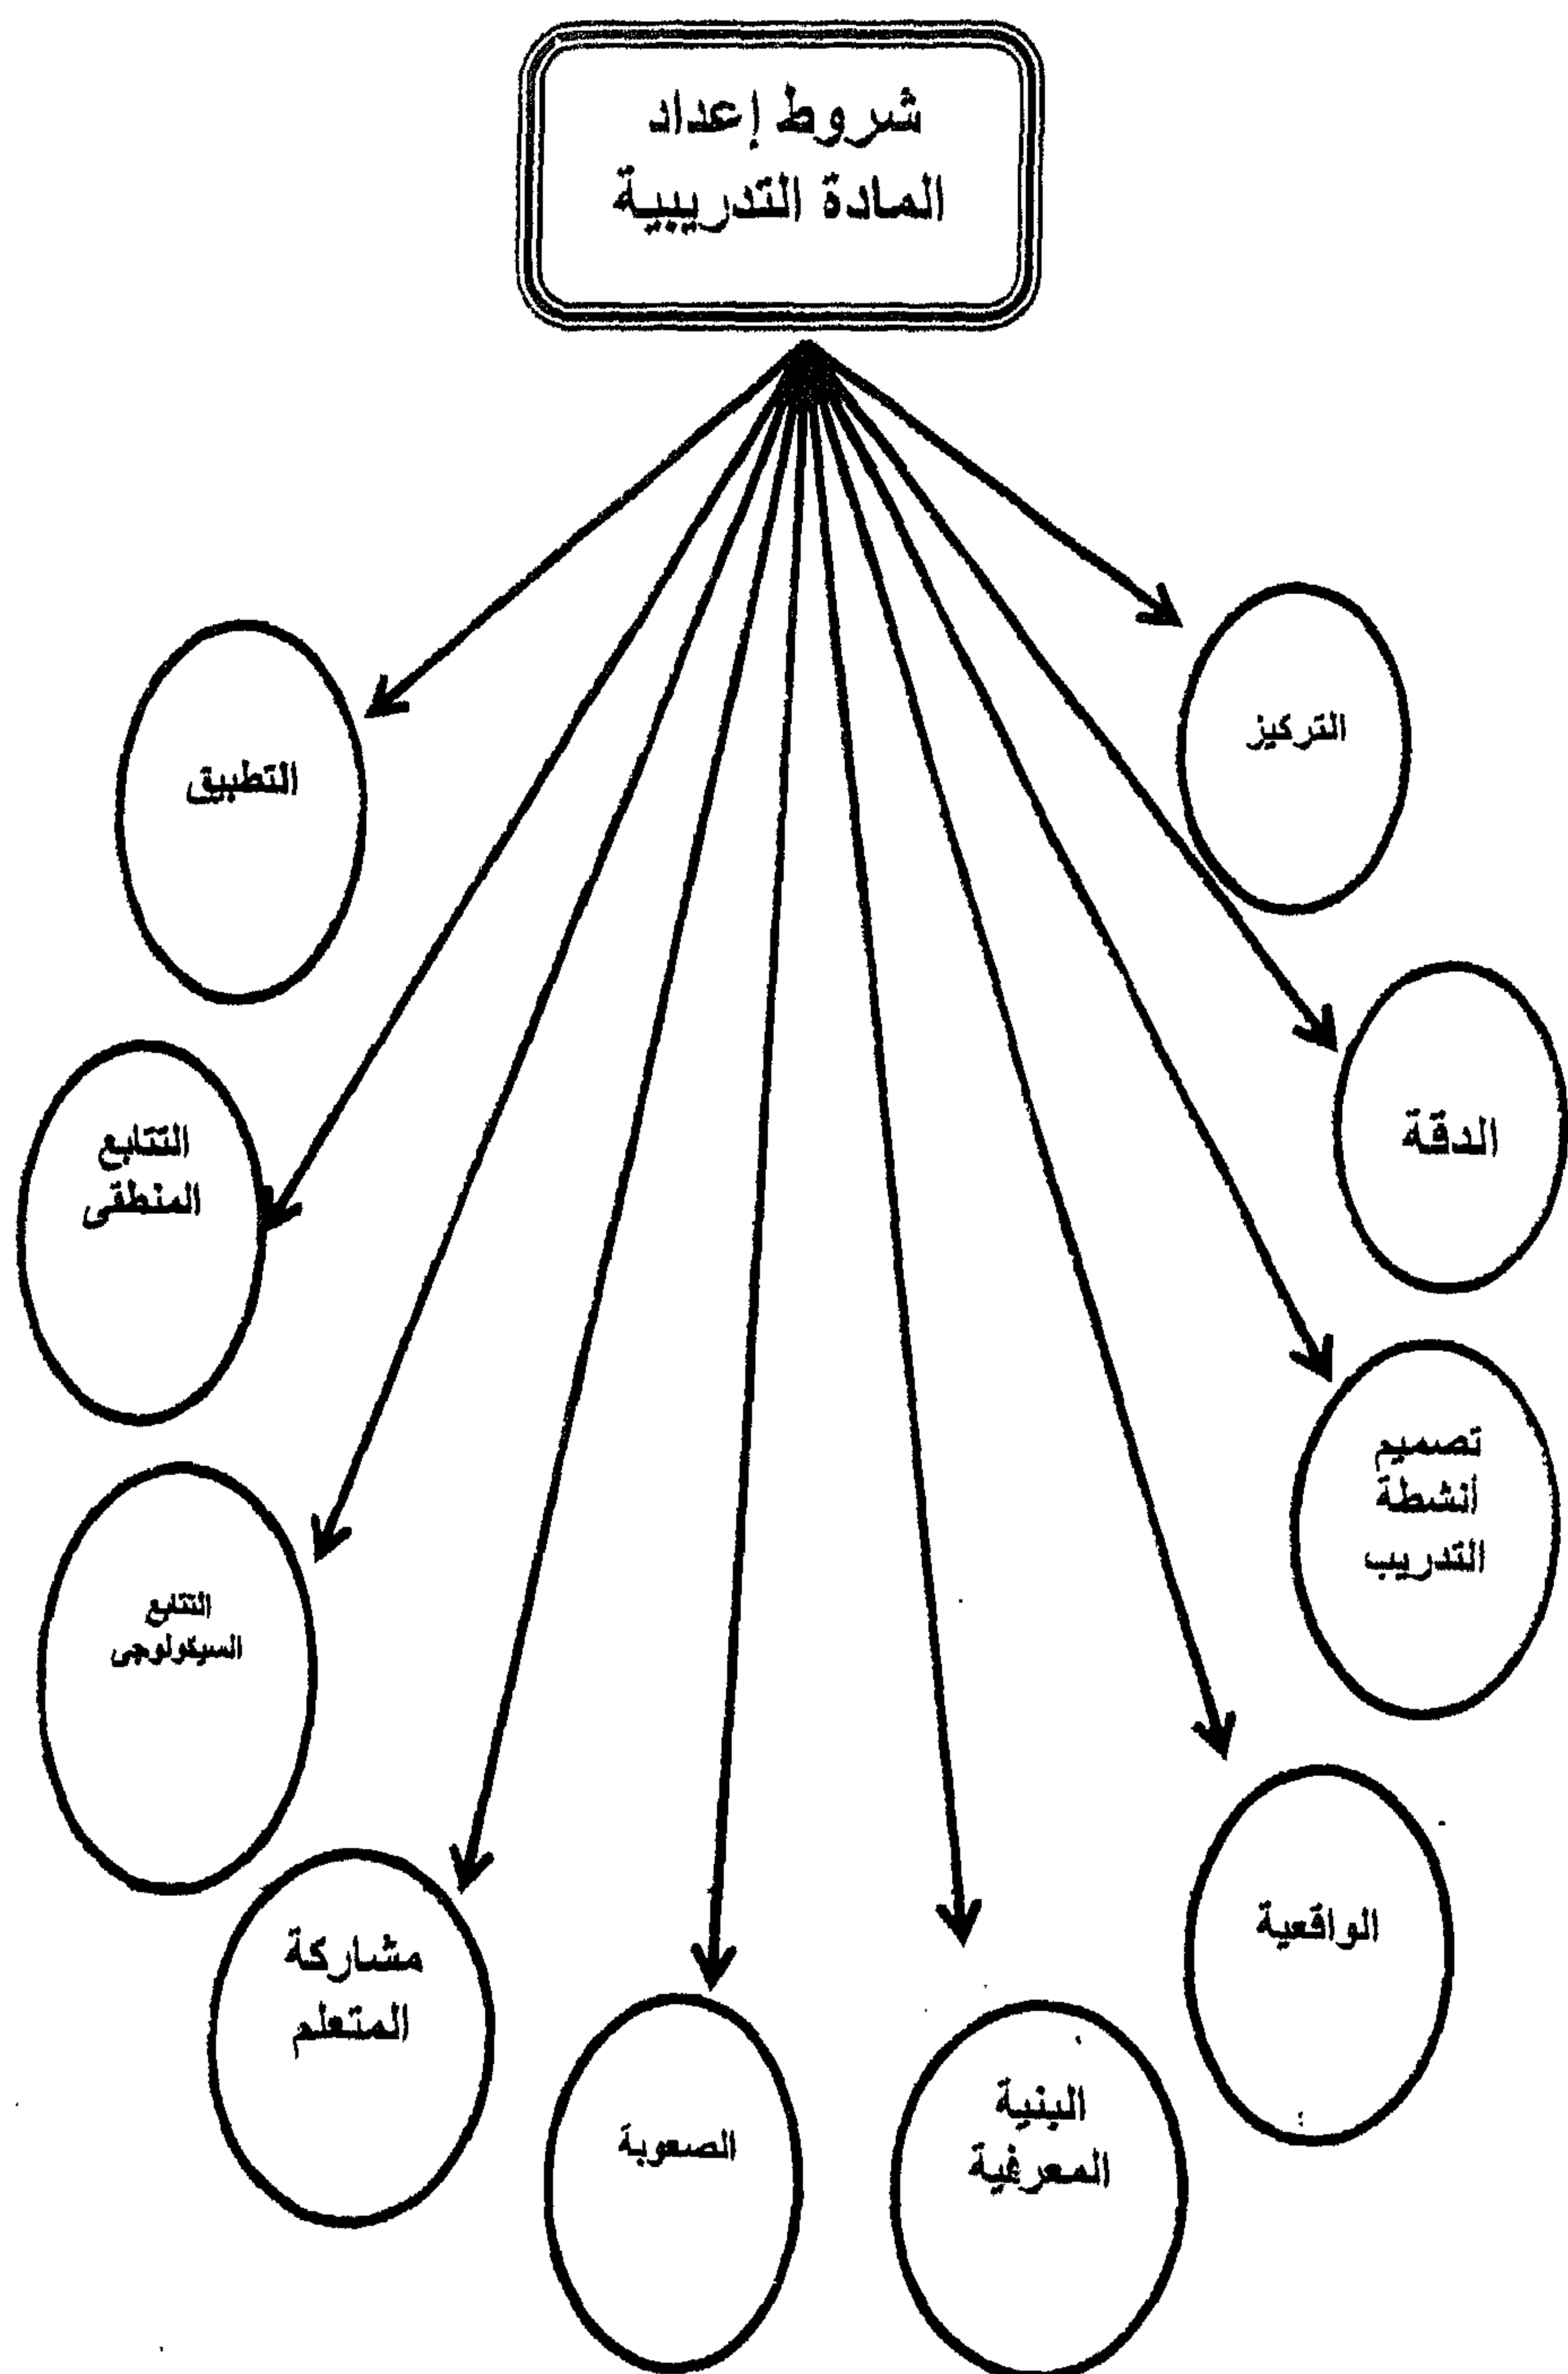 شروط إعداد
المادة التدريبية
التركيز
الدقة
تصميم
أنشطة
التدريب
الواقعية
البنية
المعرفية
الصعوبة
مشاركة
المتعلم
التتابع
السيكولوجى
التتابع
المنطقى
التطبيق